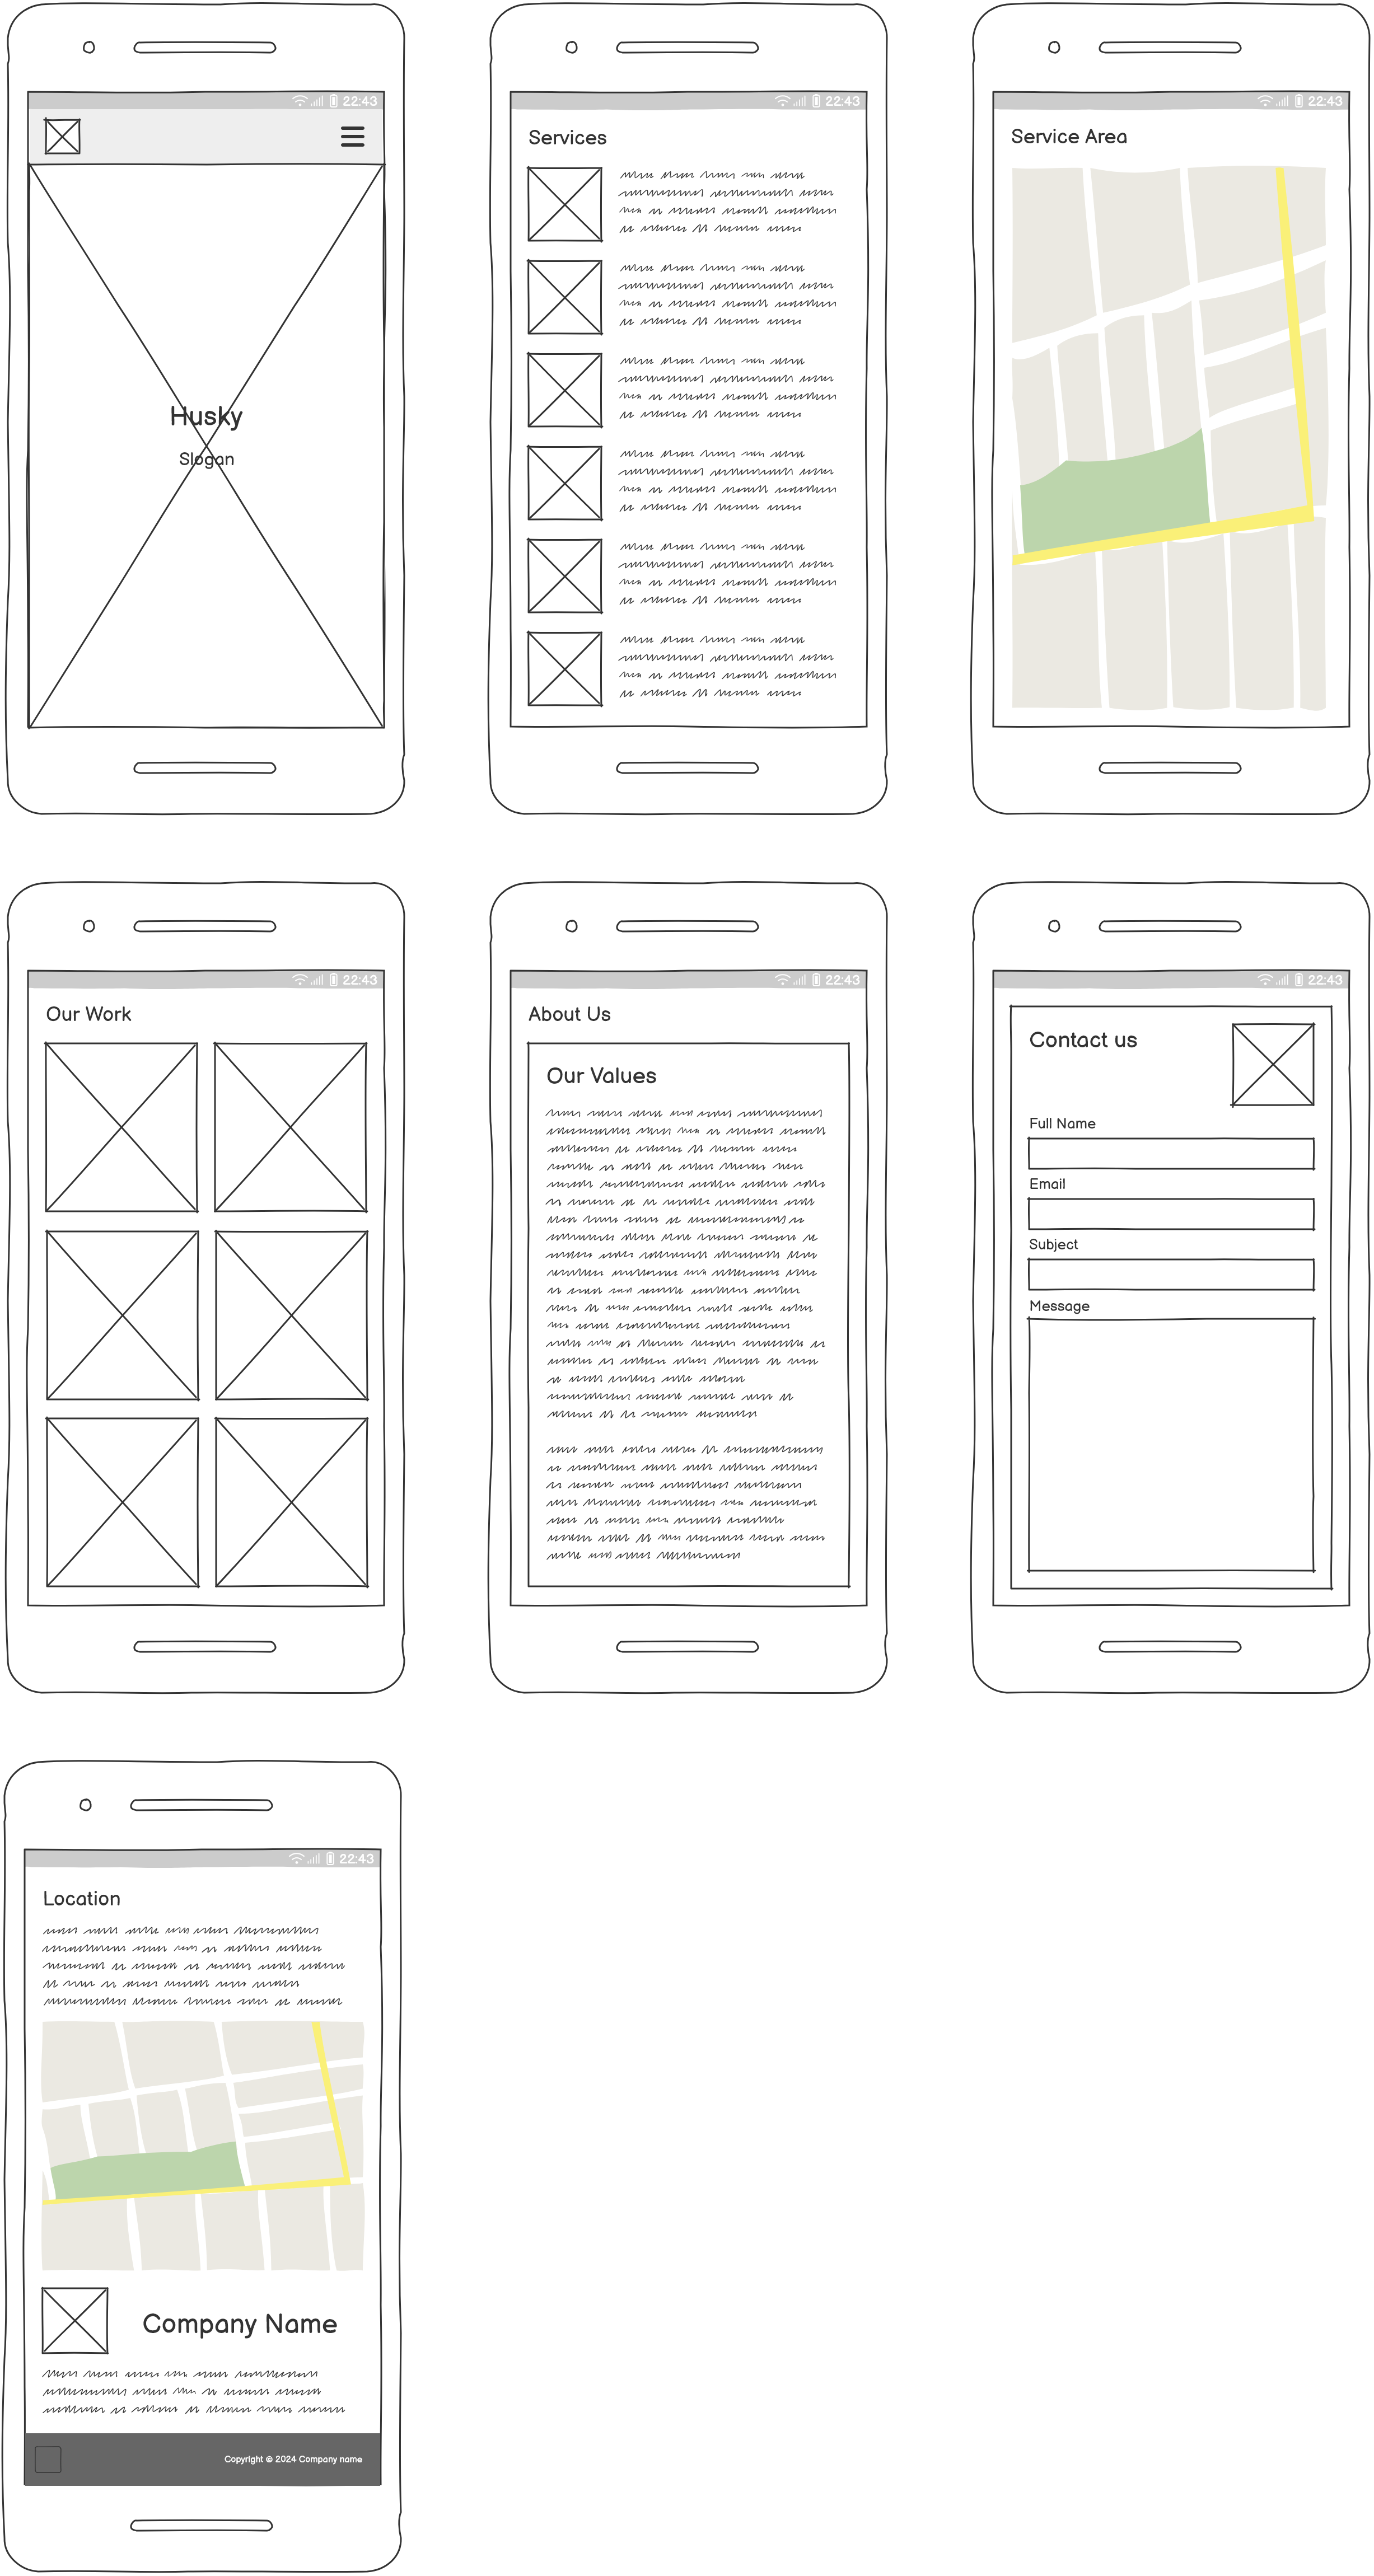 22:43
Husky
Slogan
22:43
Services
22:43
Service Area
22:43
Our Work
22:43
About Us
Our Values
22:43
Contact us
Full Name
Email
Subject
Message
22:43
Location
Company Name
Copyright © 2024 Company name